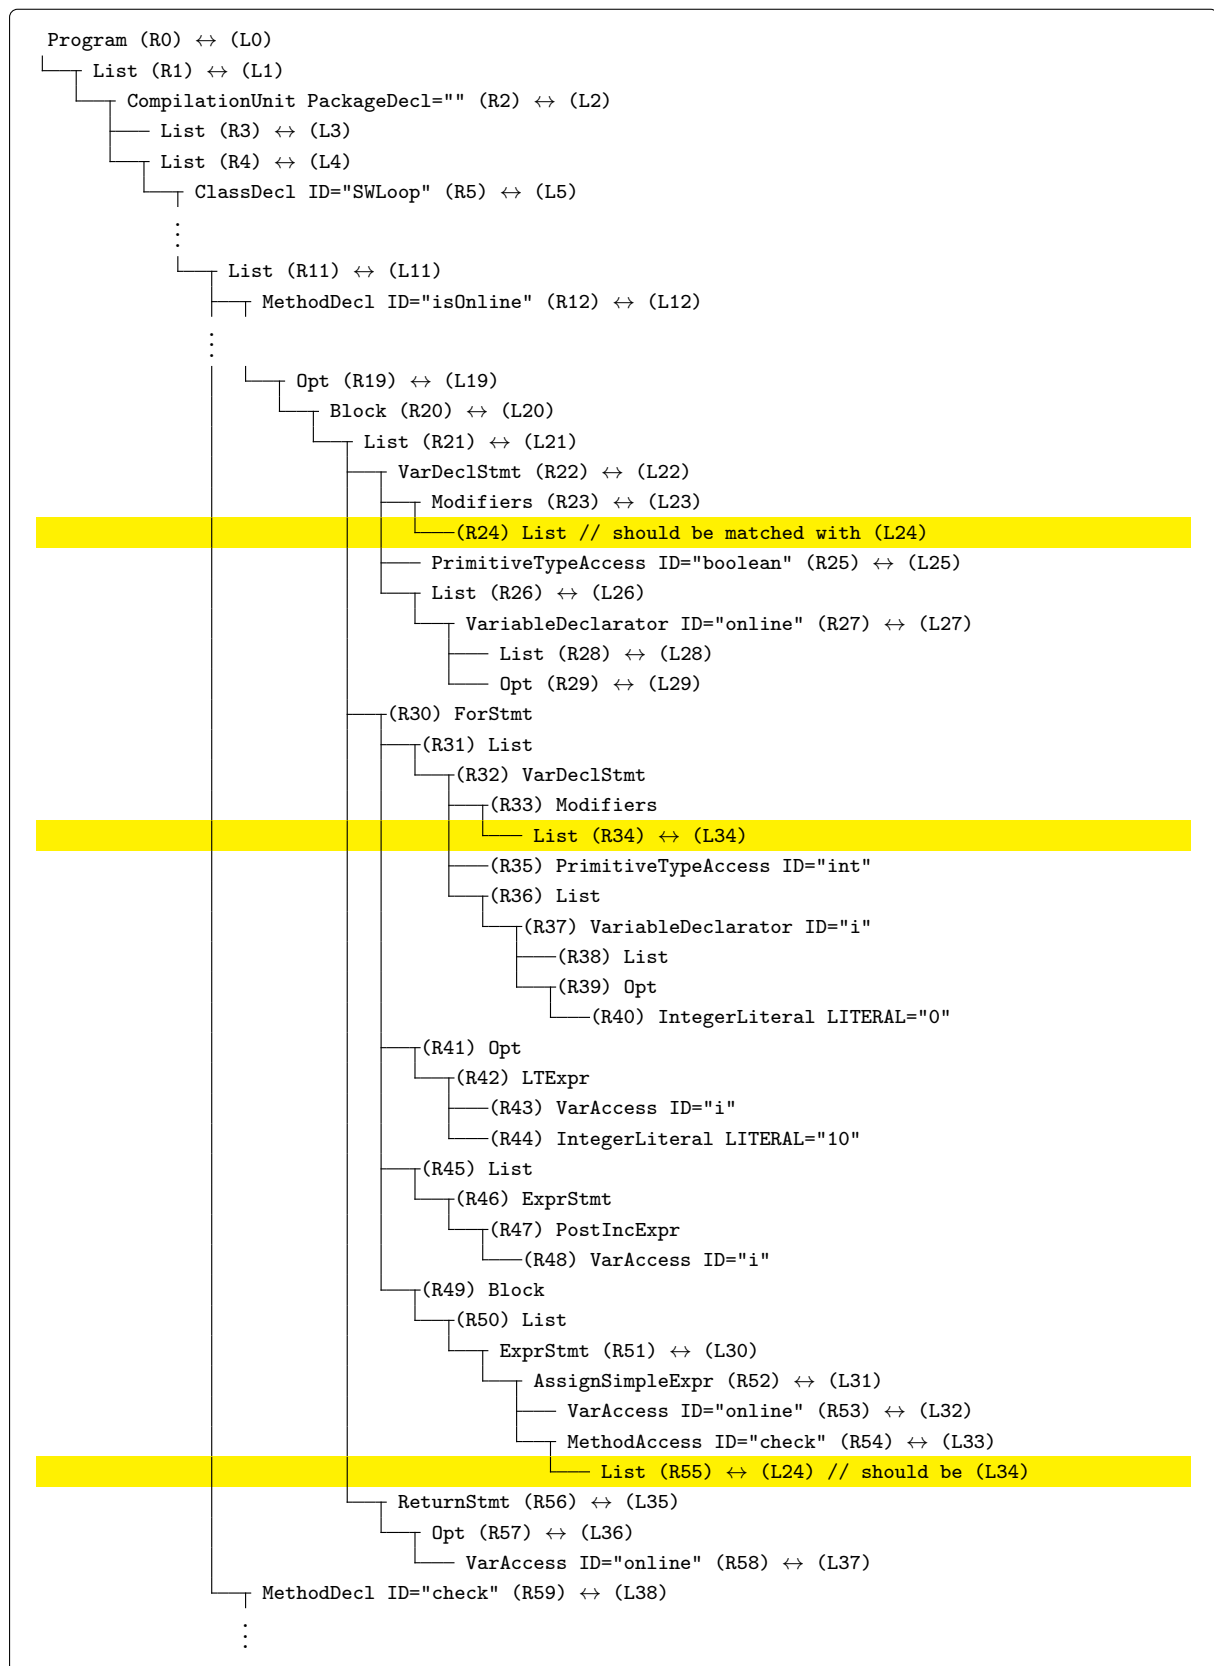 Program (R0) ↔ (L0)
List (R1) ↔ (L1)
CompilationUnit PackageDecl="" (R2) ↔ (L2)
List (R3) ↔ (L3)
List (R4) ↔ (L4)
ClassDecl ID="SWLoop" (R5) ↔ (L5)
⋮
List (R11) ↔ (L11)
MethodDecl ID="isOnline" (R12) ↔ (L12)
⋮
Opt (R19) ↔ (L19)
Block (R20) ↔ (L20)
List (R21) ↔ (L21)
VarDeclStmt (R22) ↔ (L22)
Modifiers (R23) ↔ (L23)
(R24) List // should be matched with (L24)
PrimitiveTypeAccess ID="boolean" (R25) ↔ (L25)
List (R26) ↔ (L26)
VariableDeclarator ID="online" (R27) ↔ (L27)
List (R28) ↔ (L28)
Opt (R29) ↔ (L29)
(R30) ForStmt
(R31) List
(R32) VarDeclStmt
(R33) Modifiers
List (R34) ↔ (L34)
(R35) PrimitiveTypeAccess ID="int"
(R36) List
(R37) VariableDeclarator ID="i"
(R38) List
(R39) Opt
(R40) IntegerLiteral LITERAL="0"
(R41) Opt
(R42) LTExpr
(R43) VarAccess ID="i"
(R44) IntegerLiteral LITERAL="10"
(R45) List
(R46) ExprStmt
(R47) PostIncExpr
(R48) VarAccess ID="i"
(R49) Block
(R50) List
ExprStmt (R51) ↔ (L30)
AssignSimpleExpr (R52) ↔ (L31)
VarAccess ID="online" (R53) ↔ (L32)
MethodAccess ID="check" (R54) ↔ (L33)
List (R55) ↔ (L24) // should be (L34)
ReturnStmt (R56) ↔ (L35)
Opt (R57) ↔ (L36)
VarAccess ID="online" (R58) ↔ (L37)
MethodDecl ID="check" (R59) ↔ (L38)
⋮